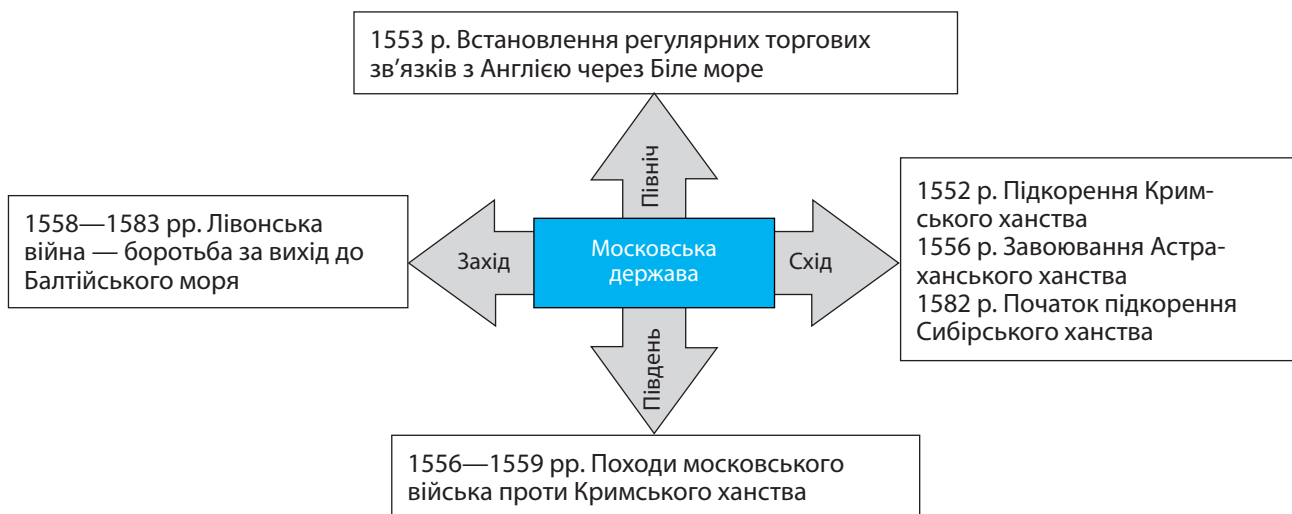 1553 р. Встановлення регулярних торгових
зв’язків з Англією через Біле море
Північ
1558—1583 рр. Лівонська
війна — боротьба за вихід до
Балтійського моря
Захід
Московська
держава
Схід
1552 р. Підкорення Крим-
ського ханства
1556 р. Завоювання Астра-
ханського ханства
1582 р. Початок підкорення
Сибірського ханства
Південь
1556—1559 рр. Походи московського
війська проти Кримського ханства